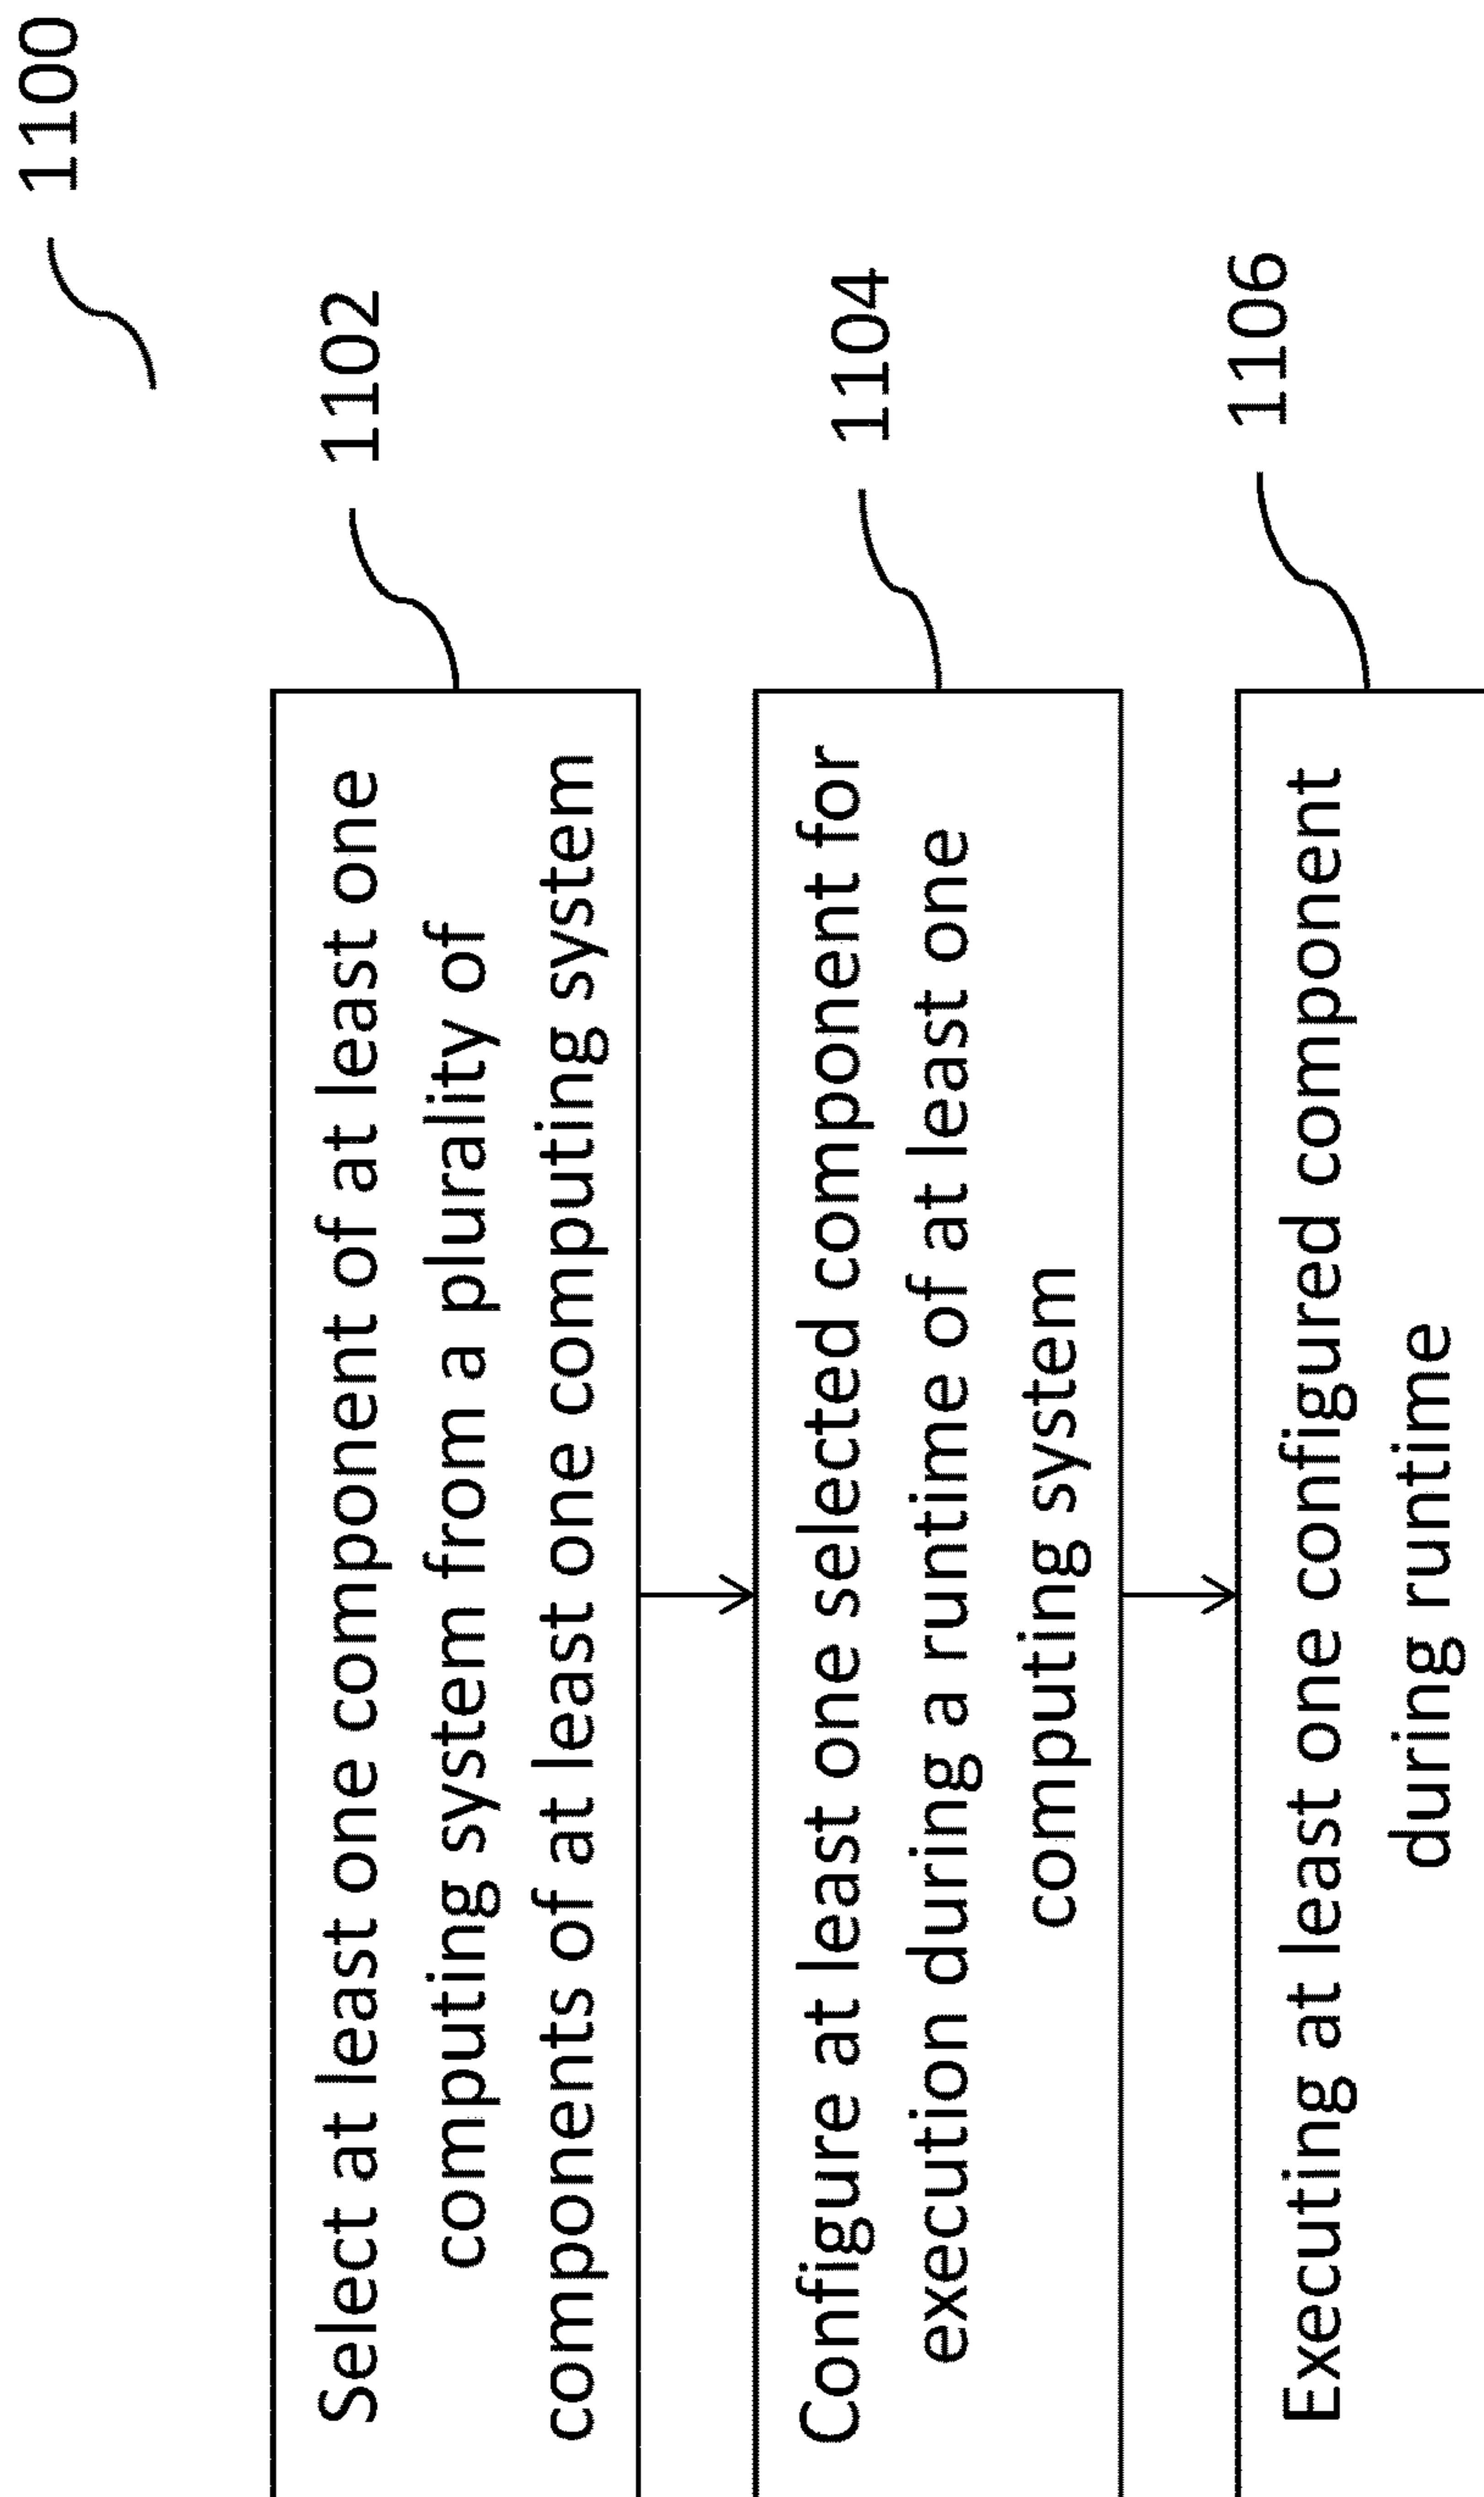 1100
Select at least one component of at least one
computing system from a plurality of
components of at least one computing system
1102
Configure at least one selected component for
execution during a runtime of at least one
computing system
1104
Executing at least one configured component
during runtime
1106